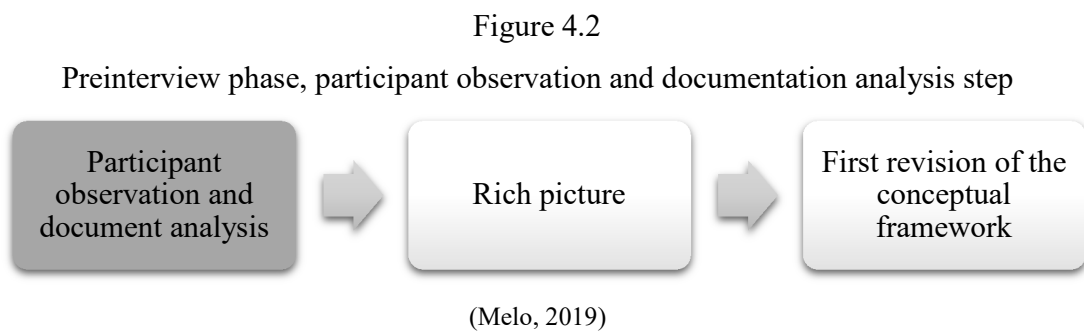 Figure 4.2
Preinterview phase, participant observation and documentation analysis step
Participant
observation and
document analysis
Rich picture
First revision of the
conceptual
framework
(Melo, 2019)